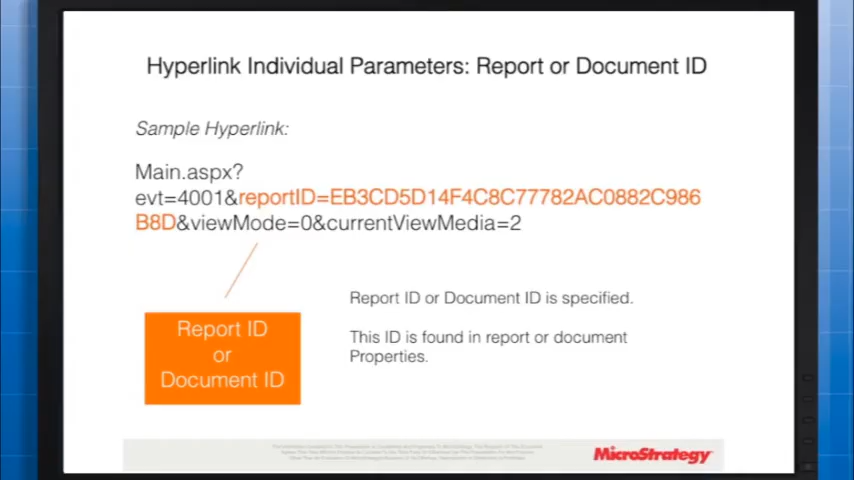 Hyperlink Individual Parameters: Report or Document ID
Sample Hyperlink:
Main.aspx?
evt=4001&reportID=EB3CD5D14F4C8C77782AC0882C986
B8D&viewMode=0&currentViewMedia=2
Report ID or Document ID is specified.
This ID is found in report or document
Properties.
Report ID
or
Document ID
MicroStrategy